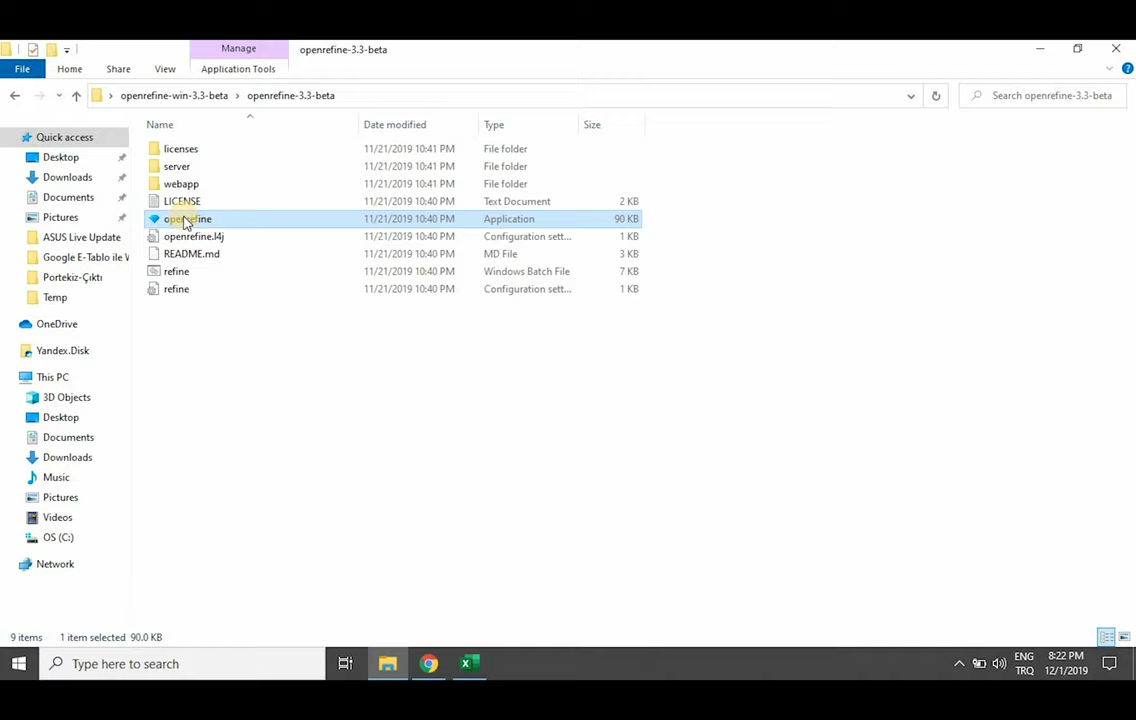 Manage openrefine-3.3-beta
File Home Share View Application Tools
openrefine-win-3.3-beta › openrefine-3.3-beta Search openrefine-3.3-beta
Name Date modified Type Size
Quick access
Desktop
Downloads
Documents
Pictures
ASUS Live Update
Google E-Tablo ile W
Portekiz-Çıktı
Temp
OneDrive
Yandex.Disk
This PC
3D Objects
Desktop
Documents
Downloads
Music
Pictures
Videos
OS (C:)
Network
licenses 11/21/2019 10:41 PM File folder
server 11/21/2019 10:41 PM File folder
webapp 11/21/2019 10:41 PM File folder
LICENSE 11/21/2019 10:40 PM Text Document 2 KB
openrefine 11/21/2019 10:40 PM Application 90 KB
openrefine.l4j 11/21/2019 10:40 PM Configuration sett... 1 KB
README.md 11/21/2019 10:40 PM MD File 3 KB
refine 11/21/2019 10:40 PM Windows Batch File 7 KB
refine 11/21/2019 10:40 PM Configuration sett... 1 KB
9 items 1 item selected 90.0 KB
Type here to search
ENG
TRQ
8:22 PM
12/1/2019